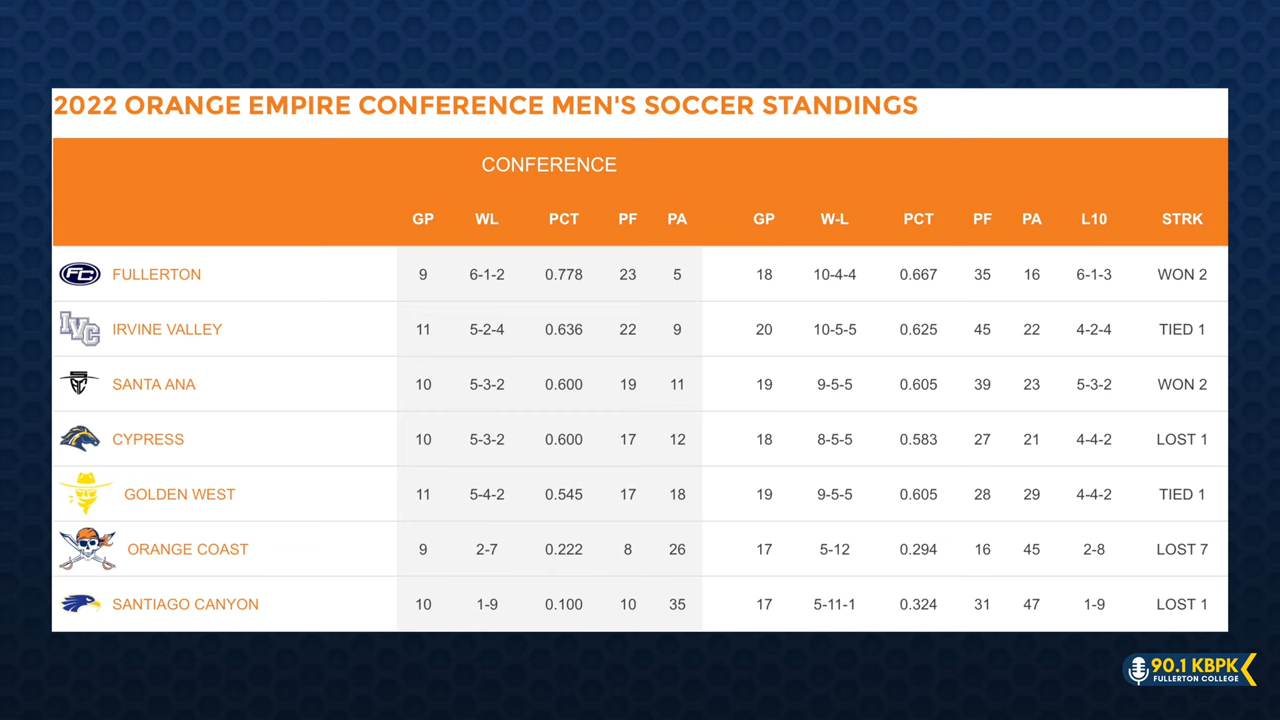 2022 ORANGE EMPIRE CONFERENCE MEN'S SOCCER STANDINGS
CONFERENCE
GP WL PCT PF PA GP W-L PCT PF PA L10 STRK
FC FULLERTON 9 6-1-2 0.778 23 5 18 10-4-4 0.667 35 16 6-1-3 WON 2
IVC IRVINE VALLEY 11 5-2-4 0.636 22 9 20 10-5-5 0.625 45 22 4-2-4 TIED 1
SANTA ANA 10 5-3-2 0.600 19 11 19 9-5-5 0.605 39 23 5-3-2 WON 2
CYPRESS 10 5-3-2 0.600 17 12 18 8-5-5 0.583 27 21 4-4-2 LOST 1
GOLDEN WEST 11 5-4-2 0.545 17 18 19 9-5-5 0.605 28 29 4-4-2 TIED 1
ORANGE COAST 9 2-7 0.222 8 26 17 5-12 0.294 16 45 2-8 LOST 7
SANTIAGO CANYON 10 1-9 0.100 10 35 17 5-11-1 0.324 31 47 1-9 LOST 1
90.1 KBPK
FULLERTON COLLEGE